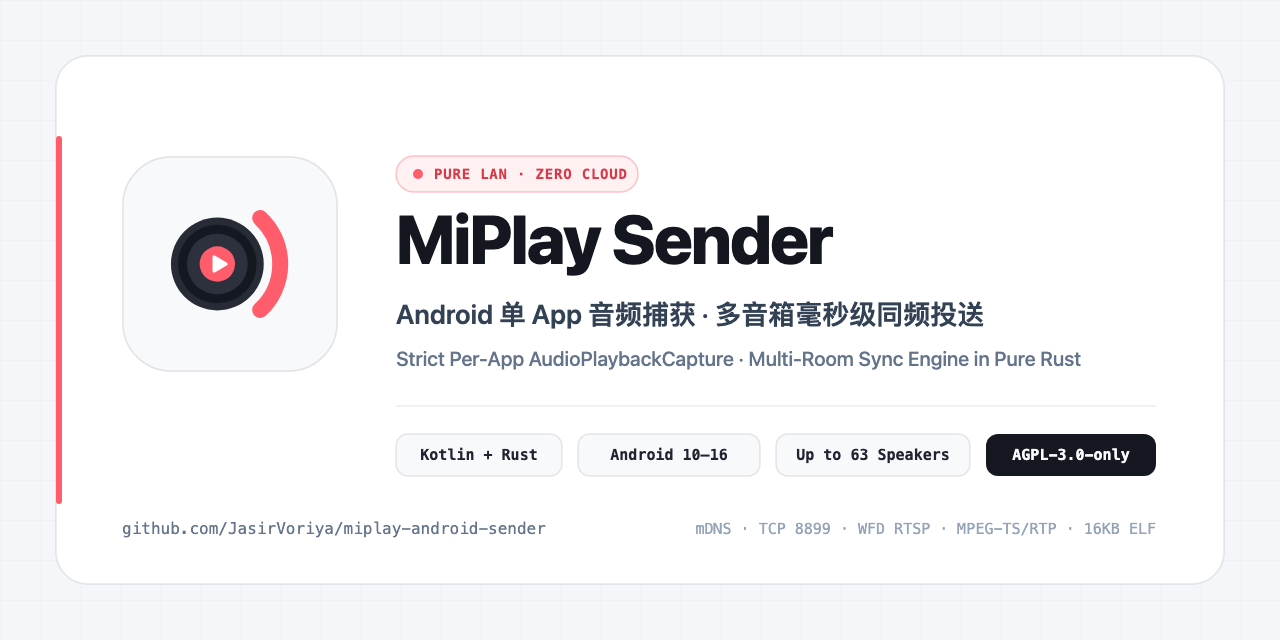 PURE LAN · ZERO CLOUD
MiPlay Sender
Android 单 App 音频捕获 · 多音箱毫秒级同频投送
Strict Per-App AudioPlaybackCapture · Multi-Room Sync Engine in Pure Rust
Kotlin + Rust
Android 10–16
Up to 63 Speakers
AGPL-3.0-only
github.com/JasirVoriya/miplay-android-sender
mDNS · TCP 8899 · WFD RTSP · MPEG-TS/RTP · 16KB ELF